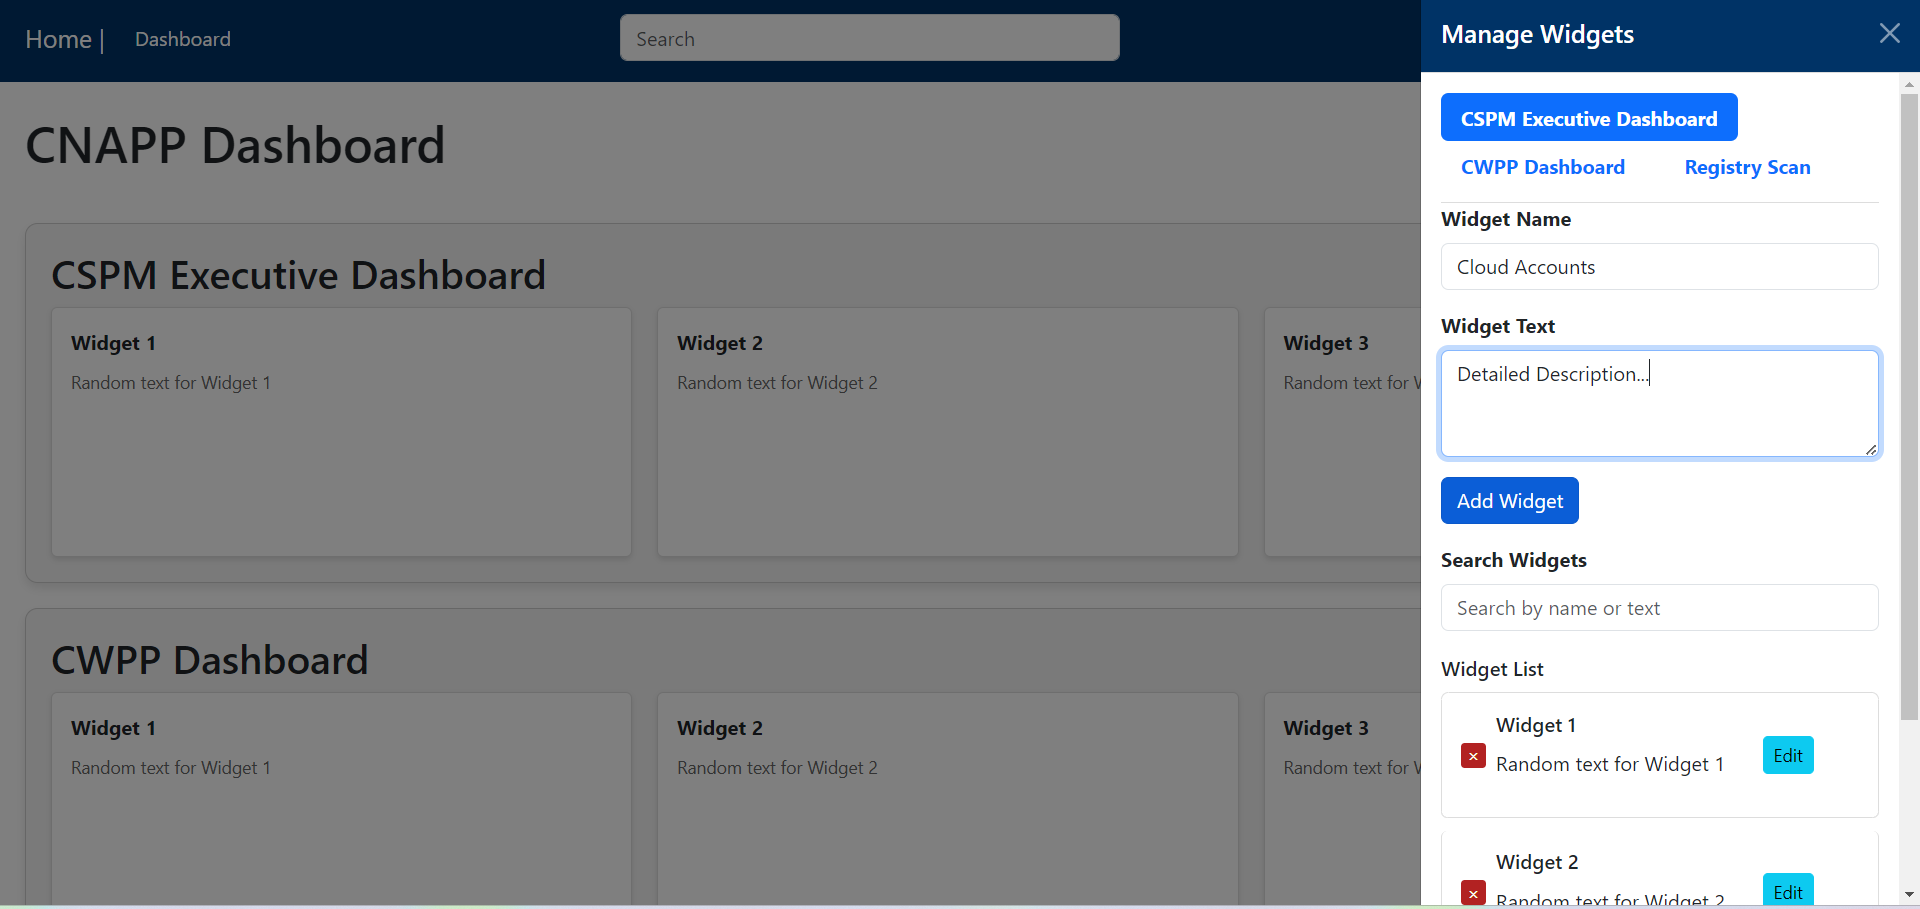 Home | Dashboard
Search
CNAPP Dashboard
CSPM Executive Dashboard
Widget 1
Random text for Widget 1
Widget 2
Random text for Widget 2
Widget 3
Random text for
CWPP Dashboard
Widget 1
Random text for Widget 1
Widget 2
Random text for Widget 2
Widget 3
Random text for
Manage Widgets
CSPM Executive Dashboard
CWPP Dashboard
Registry Scan
Widget Name
Cloud Accounts
Widget Text
Detailed Description...
Add Widget
Search Widgets
Search by name or text
Widget List
Widget 1
Random text for Widget 1
Edit
Widget 2
Random text for Widget 2
Edit